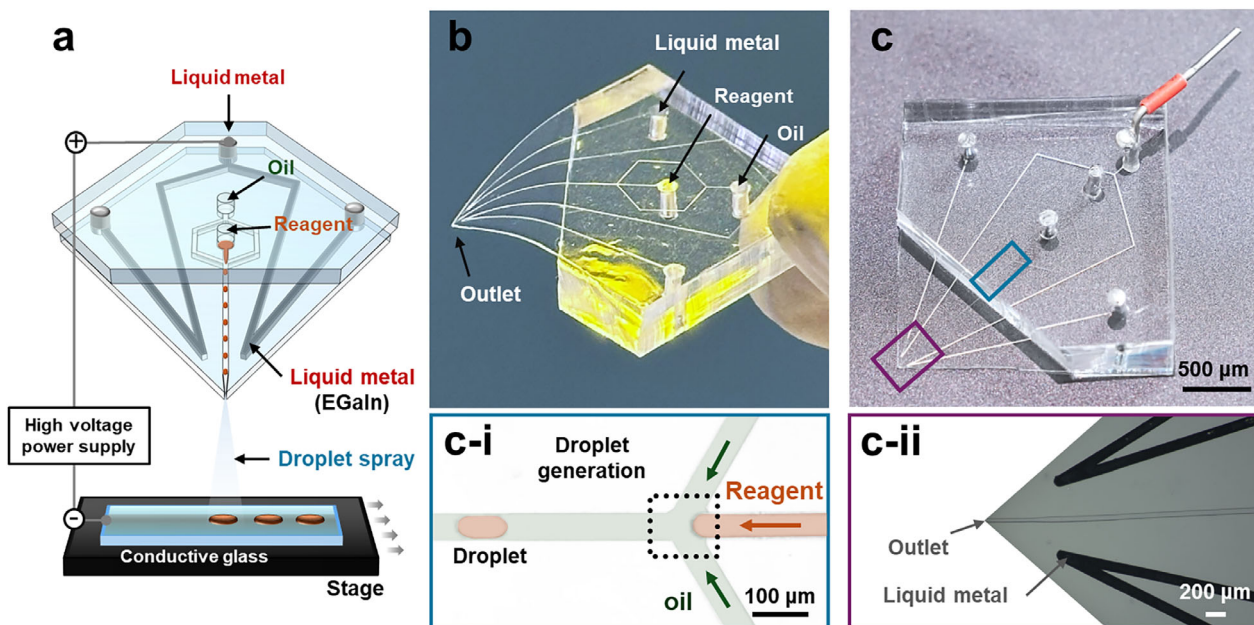 a
Liquid metal
+
Oil
Reagent
Liquid metal
(EGaIn)
High voltage
power supply
Droplet spray
-
Conductive glass
Stage
b
Liquid metal
Reagent
Oil
Outlet
c
500 µm
c-i
Droplet
generation
Reagent
Droplet
oil
100 µm
c-ii
Outlet
Liquid metal
200 µm